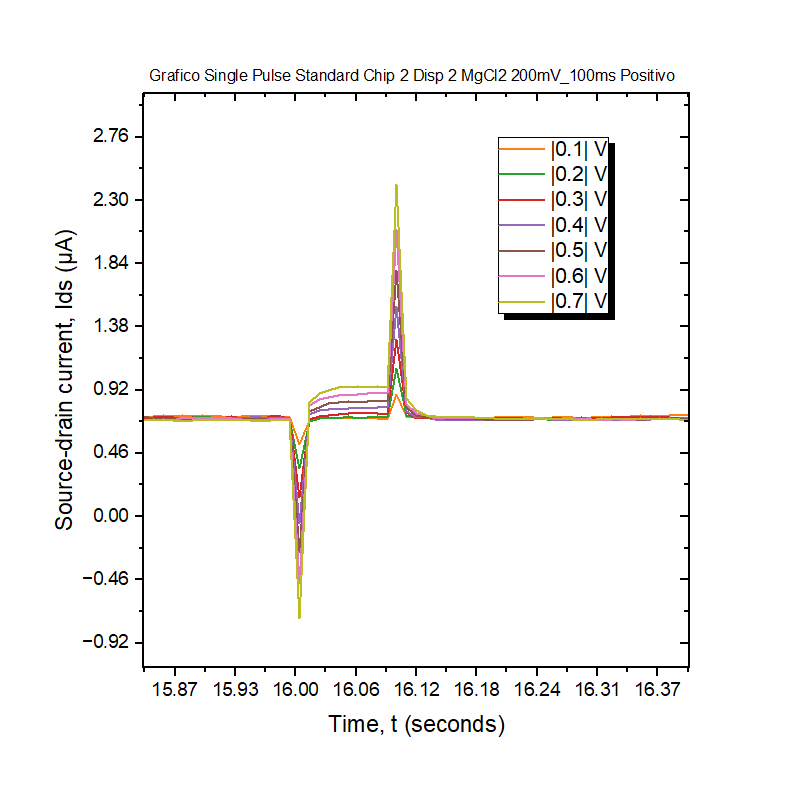 Grafico Single Pulse Standard Chip 2 Disp 2 MgCl2 200mV_100ms Positivo
2.76
2.30
1.84
1.38
0.92
0.46
0.00
−0.46
−0.92
Source-drain current, Ids (μA)
|0.1| V
|0.2| V
|0.3| V
|0.4| V
|0.5| V
|0.6| V
|0.7| V
15.87 15.93 16.00 16.06 16.12 16.18 16.24 16.31 16.37
Time, t (seconds)